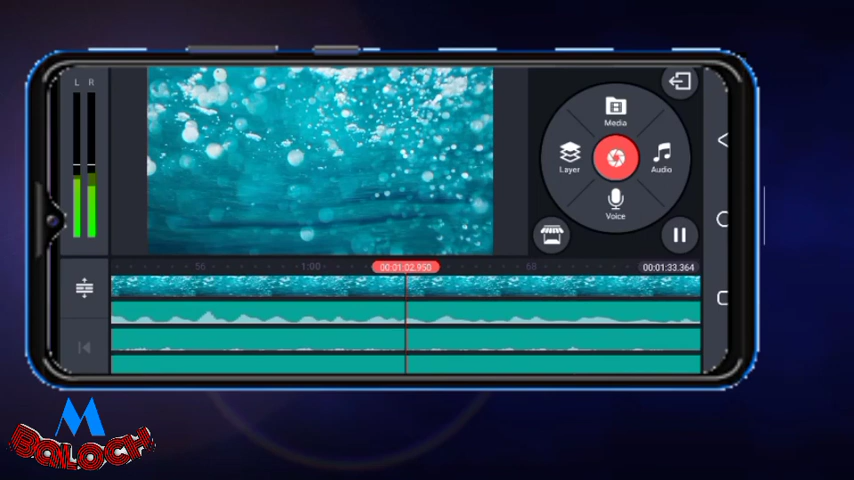 L R
Media
Layer
Audio
Voice
56
1:00
00:01:02.950
68
00:01:33.364
M
BALOCH